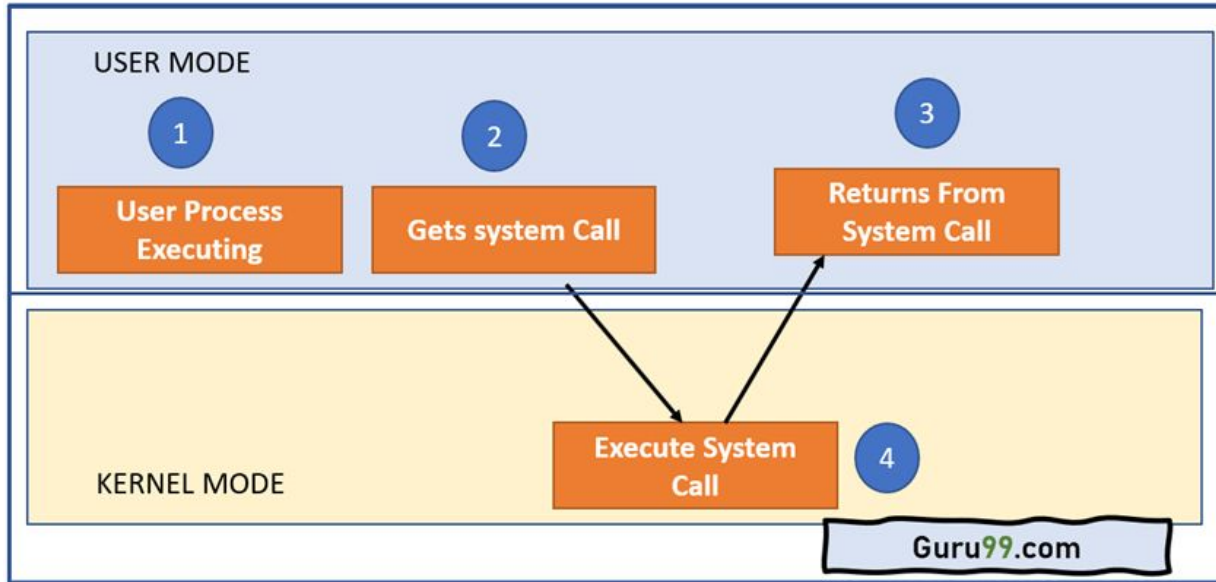 USER MODE
1
2
3
User Process
Executing
Gets system Call
Returns From
System Call
Execute System
Call
4
KERNEL MODE
Guru99.com